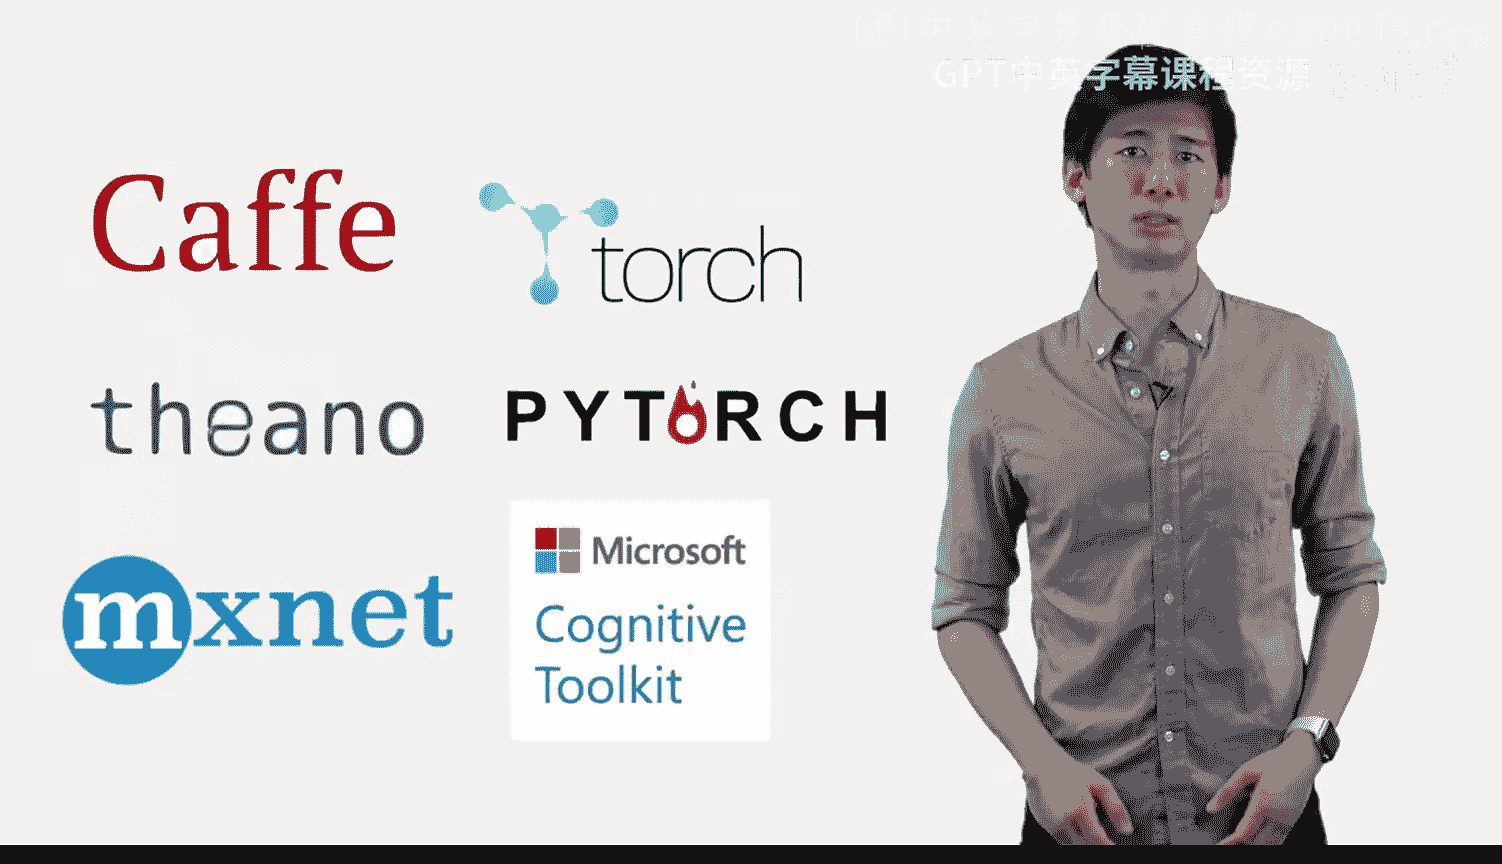 GPT中英字幕课程资源
Caffe
torch
theano
PYTORCH
mxnet
Microsoft
Cognitive
Toolkit